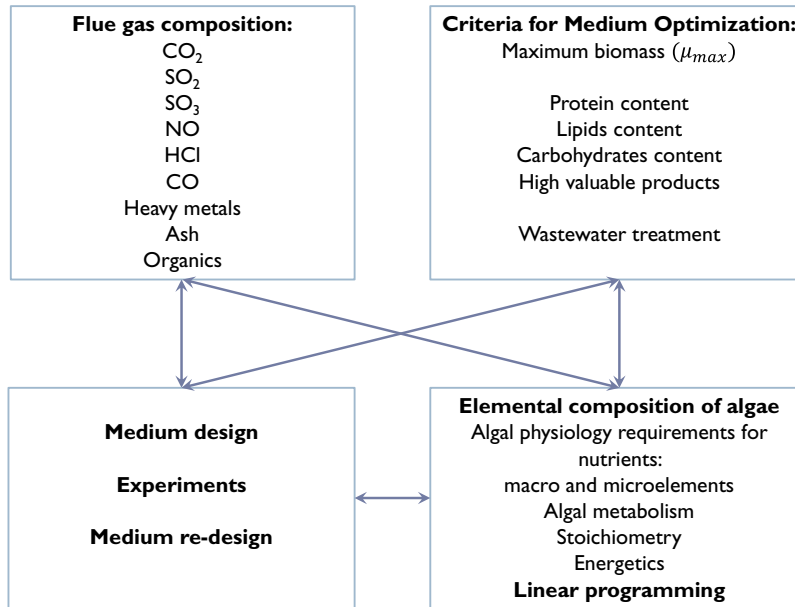 Flue gas composition:
CO₂
SO₂
SO₃
NO
HCl
CO
Heavy metals
Ash
Organics
Criteria for Medium Optimization:
Maximum biomass (μₘₐₓ)
Protein content
Lipids content
Carbohydrates content
High valuable products
Wastewater treatment
Medium design
Experiments
Medium re-design
Elemental composition of algae
Algal physiology requirements for
nutrients:
macro and microelements
Algal metabolism
Stoichiometry
Energetics
Linear programming